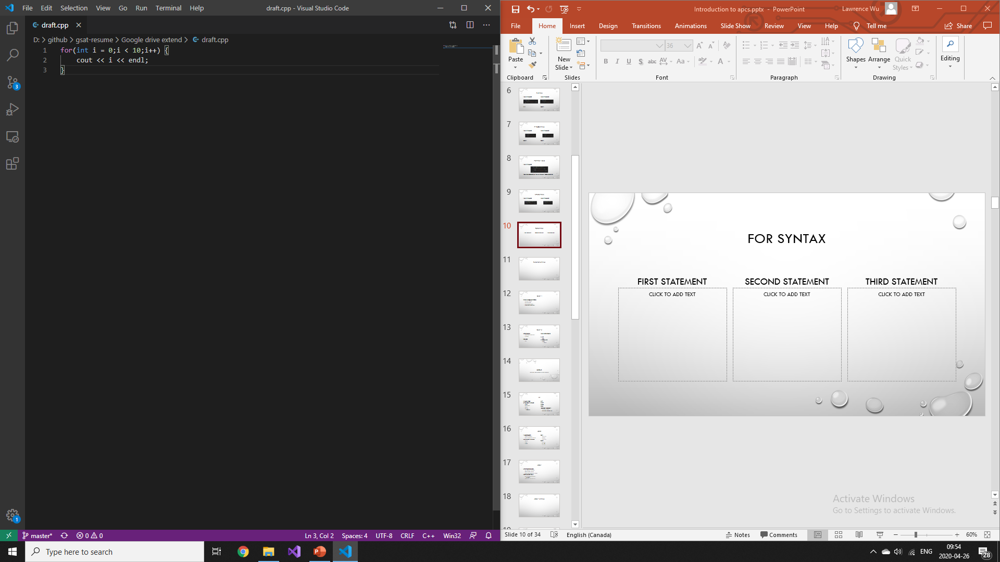 File Edit Selection View Go Run Terminal Help
draft.cpp - Visual Studio Code
draft.cpp
D: github gsat-resume Google drive extend draft.cpp
1 for(int i = 0;i < 10;i++) {
2 cout << i << endl;
3 }
3
1
master* 0 0
Ln 3, Col 2 Spaces: 4 UTF-8 CRLF C++ Win32
Introduction to apcs.pptx - PowerPoint
Lawrence Wu
File Home Insert Design Transitions Animations Slide Show Review View Help Tell me Share
Paste
Clipboard
New
Slide
Slides
36
B I U S abc AV Aa A
Font
Paragraph
Shapes Arrange Quick
Styles
Drawing
Editing
6
7
8
9
10
11
12
13
14
15
16
17
18
FOR SYNTAX
FIRST STATEMENT
CLICK TO ADD TEXT
SECOND STATEMENT
CLICK TO ADD TEXT
THIRD STATEMENT
CLICK TO ADD TEXT
Activate Windows
Go to Settings to activate Windows.
Slide 10 of 34 English (Canada) Notes Comments 60%
Type here to search
ENG
09:54
2020-04-26
28